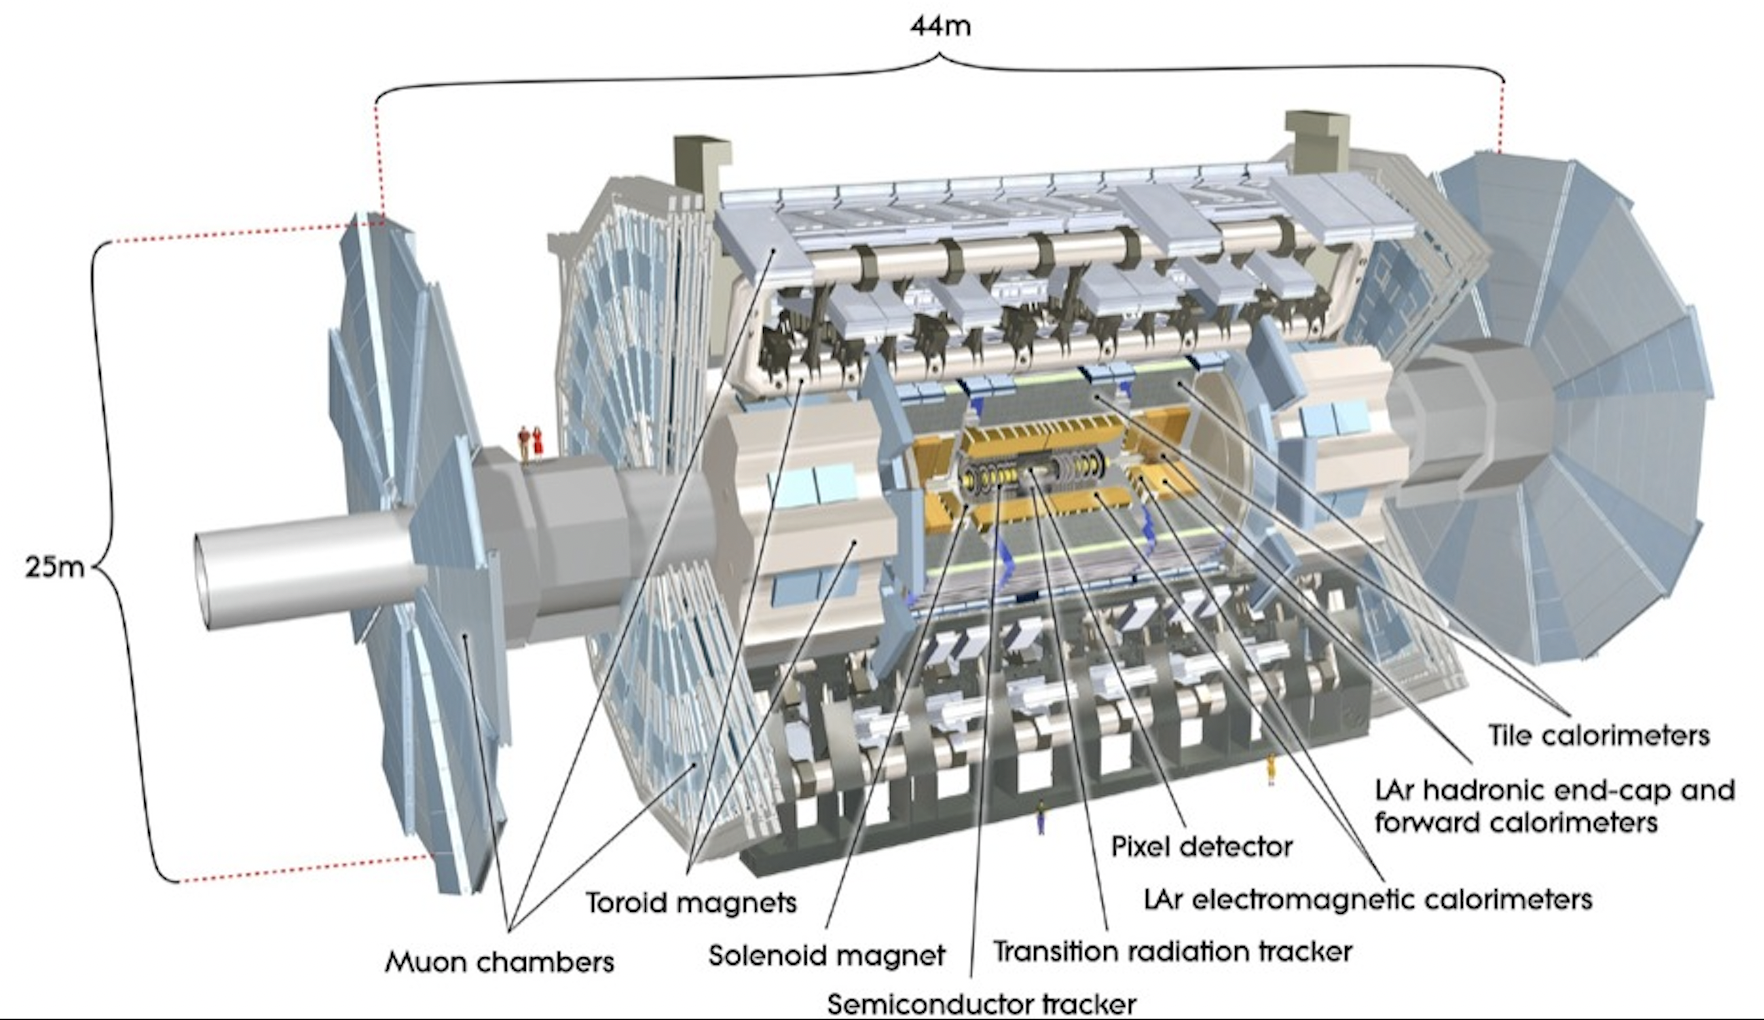 44m
25m
Tile calorimeters
LAr hadronic end-cap and
forward calorimeters
Pixel detector
LAr electromagnetic calorimeters
Toroid magnets
Solenoid magnet
Transition radiation tracker
Muon chambers
Semiconductor tracker